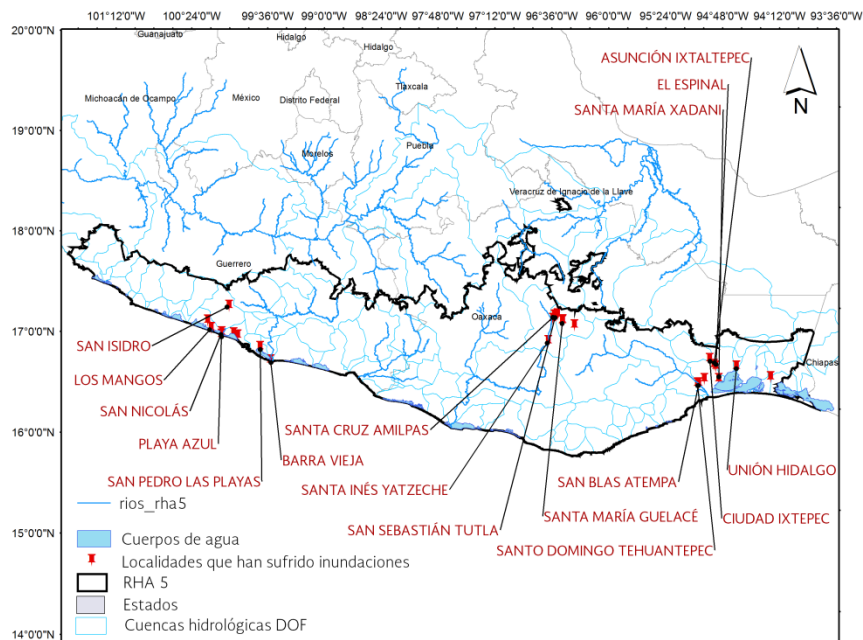 101°12'0"W 100°24'0"W 99°36'0"W 99°0'0"W 98°24'0"W 97°48'0"W 97°12'0"W 96°36'0"W 96°0'0"W 95°24'0"W 94°48'0"W 94°12'0"W 93°36'0"W
20°0'0"N
19°0'0"N
18°0'0"N
17°0'0"N
16°0'0"N
15°0'0"N
14°0'0"N
Guanajuato
Hidalgo
Hidalgo
Michoacán de Ocampo
México
Distrito Federal
Tlaxcala
Morelos
Puebla
Veracruz de Ignacio de la Llave
Guerrero
Oaxaca
Chiapas
N
ASUNCIÓN IXTALTEPEC
EL ESPINAL
SANTA MARÍA XADANI
SAN ISIDRO
LOS MANGOS
SAN NICOLÁS
PLAYA AZUL
SAN PEDRO LAS PLAYAS
BARRA VIEJA
SANTA CRUZ AMILPAS
SANTA INÉS YATZECHE
SAN SEBASTIÁN TUTLA
SANTA MARÍA GUELACÉ
SAN BLAS ATEMPA
SANTO DOMINGO TEHUANTEPEC
UNIÓN HIDALGO
CIUDAD IXTEPEC
rios_rha5
Cuerpos de agua
Localidades que han sufrido inundaciones
RHA 5
Estados
Cuencas hidrológicas DOF